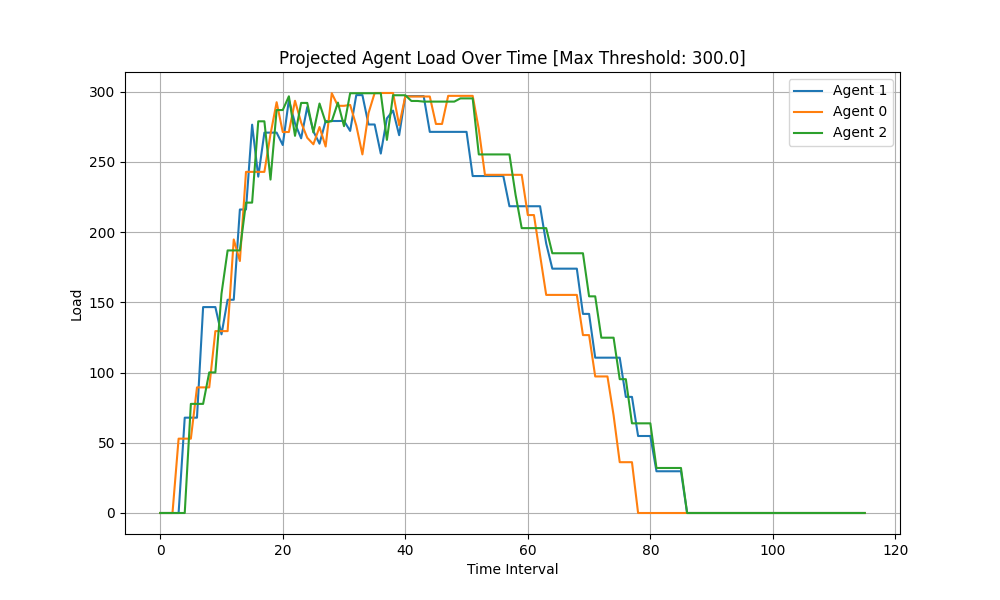 Projected Agent Load Over Time [Max Threshold: 300.0]
Agent 1
Agent 0
Agent 2
Load
300
250
200
150
100
50
0
0 20 40 60 80 100 120
Time Interval